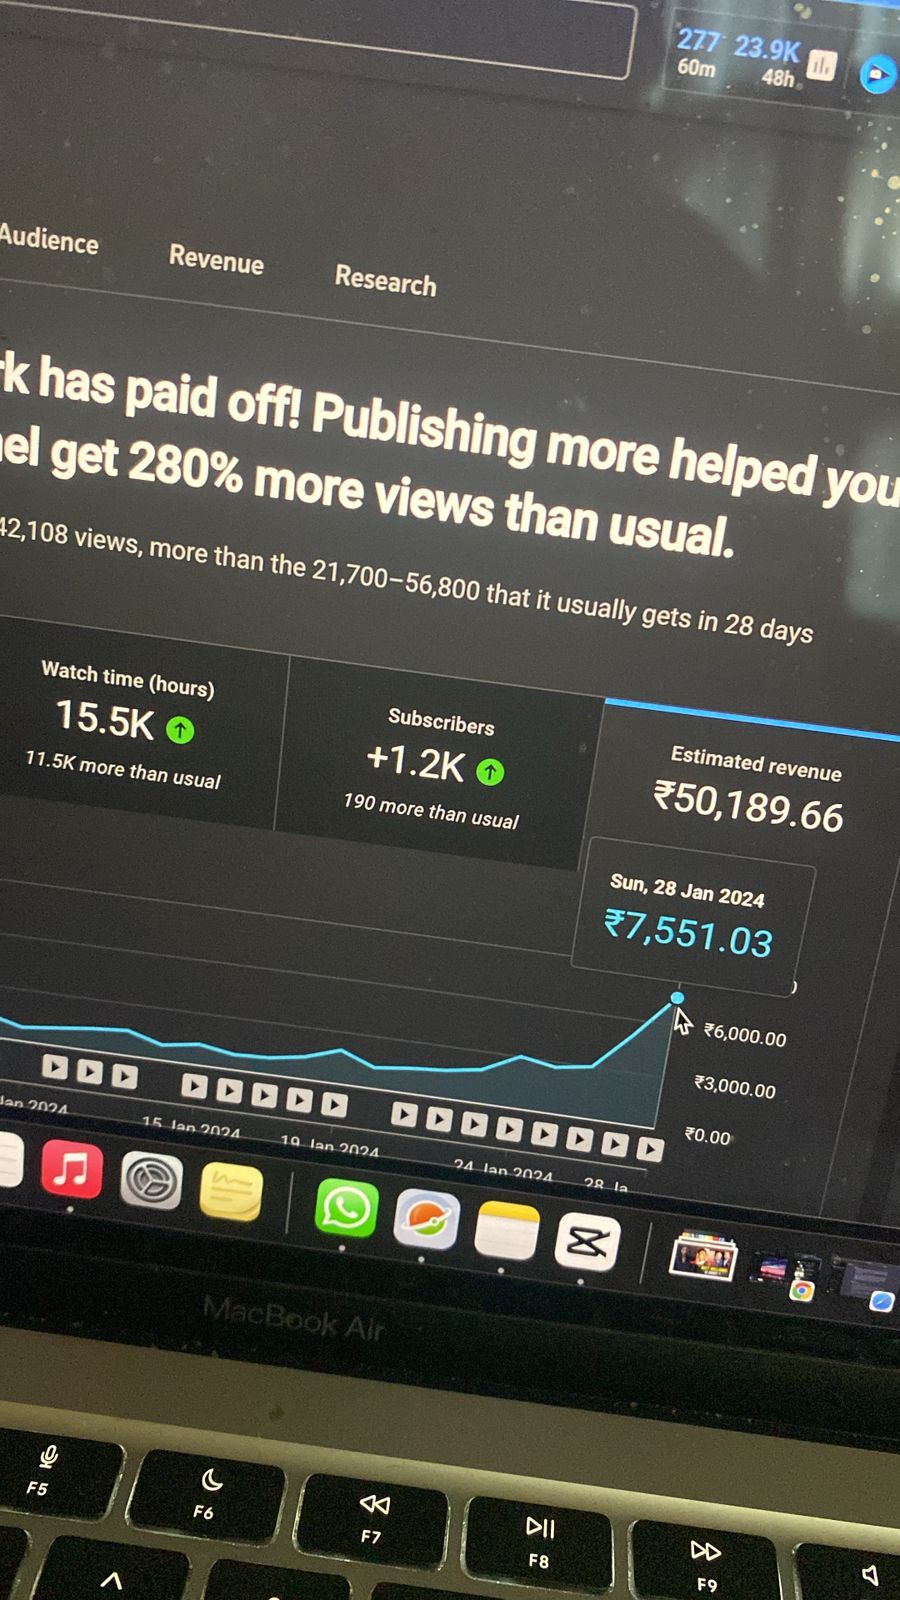 277 23.9K
60m 48h
Audience Revenue Research
k has paid off! Publishing more helped you
el get 280% more views than usual.
42,108 views, more than the 21,700–56,800 that it usually gets in 28 days
Watch time (hours)
15.5K
11.5K more than usual
Subscribers
+1.2K
190 more than usual
Estimated revenue
₹50,189.66
Sun, 28 Jan 2024
₹7,551.03
₹6,000.00
₹3,000.00
₹0.00
Jan 2024 15 Jan 2024 19 Jan 2024 24 Jan 2024 28 Ja
MacBook Air
F5 F6 F7 F8 F9